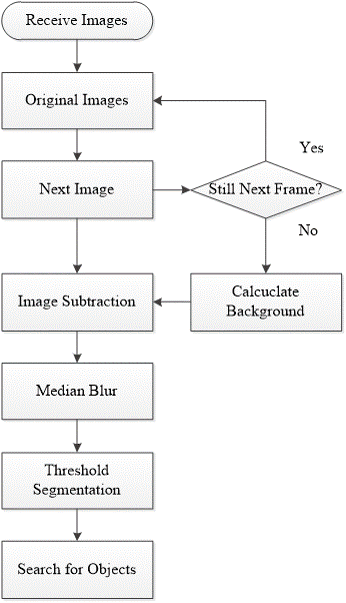 Receive Images
Original Images
Yes
Next Image
Still Next Frame?
No
Image Subtraction
Calcuclate
Background
Median Blur
Threshold
Segmentation
Search for Objects